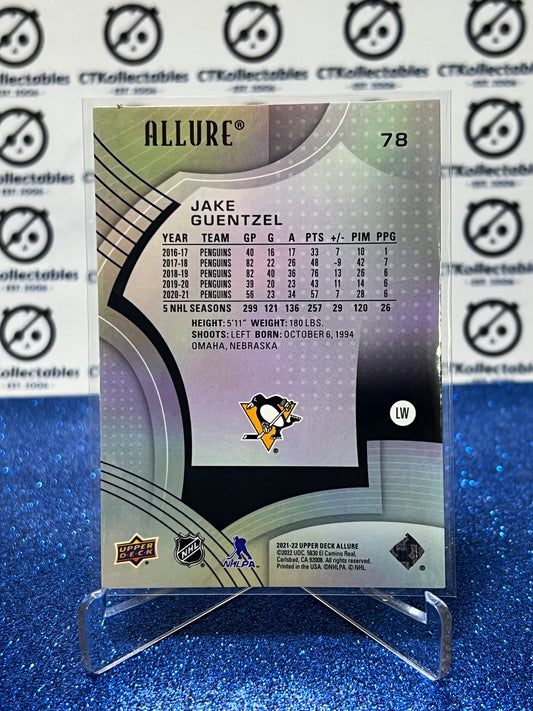 CTKollectables
EST. 2006
CTKollectables
EST. 2006
ALLURE®
78
JAKE
GUENTZEL
YEAR TEAM GP G A PTS +/- PIM PPG
2016-17 PENGUINS 40 16 17 33 7 10 1
2017-18 PENGUINS 82 22 26 48 -9 42 7
2018-19 PENGUINS 82 40 36 76 13 26 6
2019-20 PENGUINS 39 20 23 43 11 14 6
2020-21 PENGUINS 56 23 34 57 7 28 6
5 NHL SEASONS 299 121 136 257 29 120 26
HEIGHT: 5'11" WEIGHT: 180 LBS.
SHOOTS: LEFT BORN: OCTOBER 6, 1994
OMAHA, NEBRASKA
LW
UPPER
DECK
NHL
NHLPA
2021-22 UPPER DECK ALLURE
©2022 UDC. 5830 El Camino Real,
Carlsbad, CA 92008. All rights reserved.
Printed in the USA. ©NHLPA. © NHL.